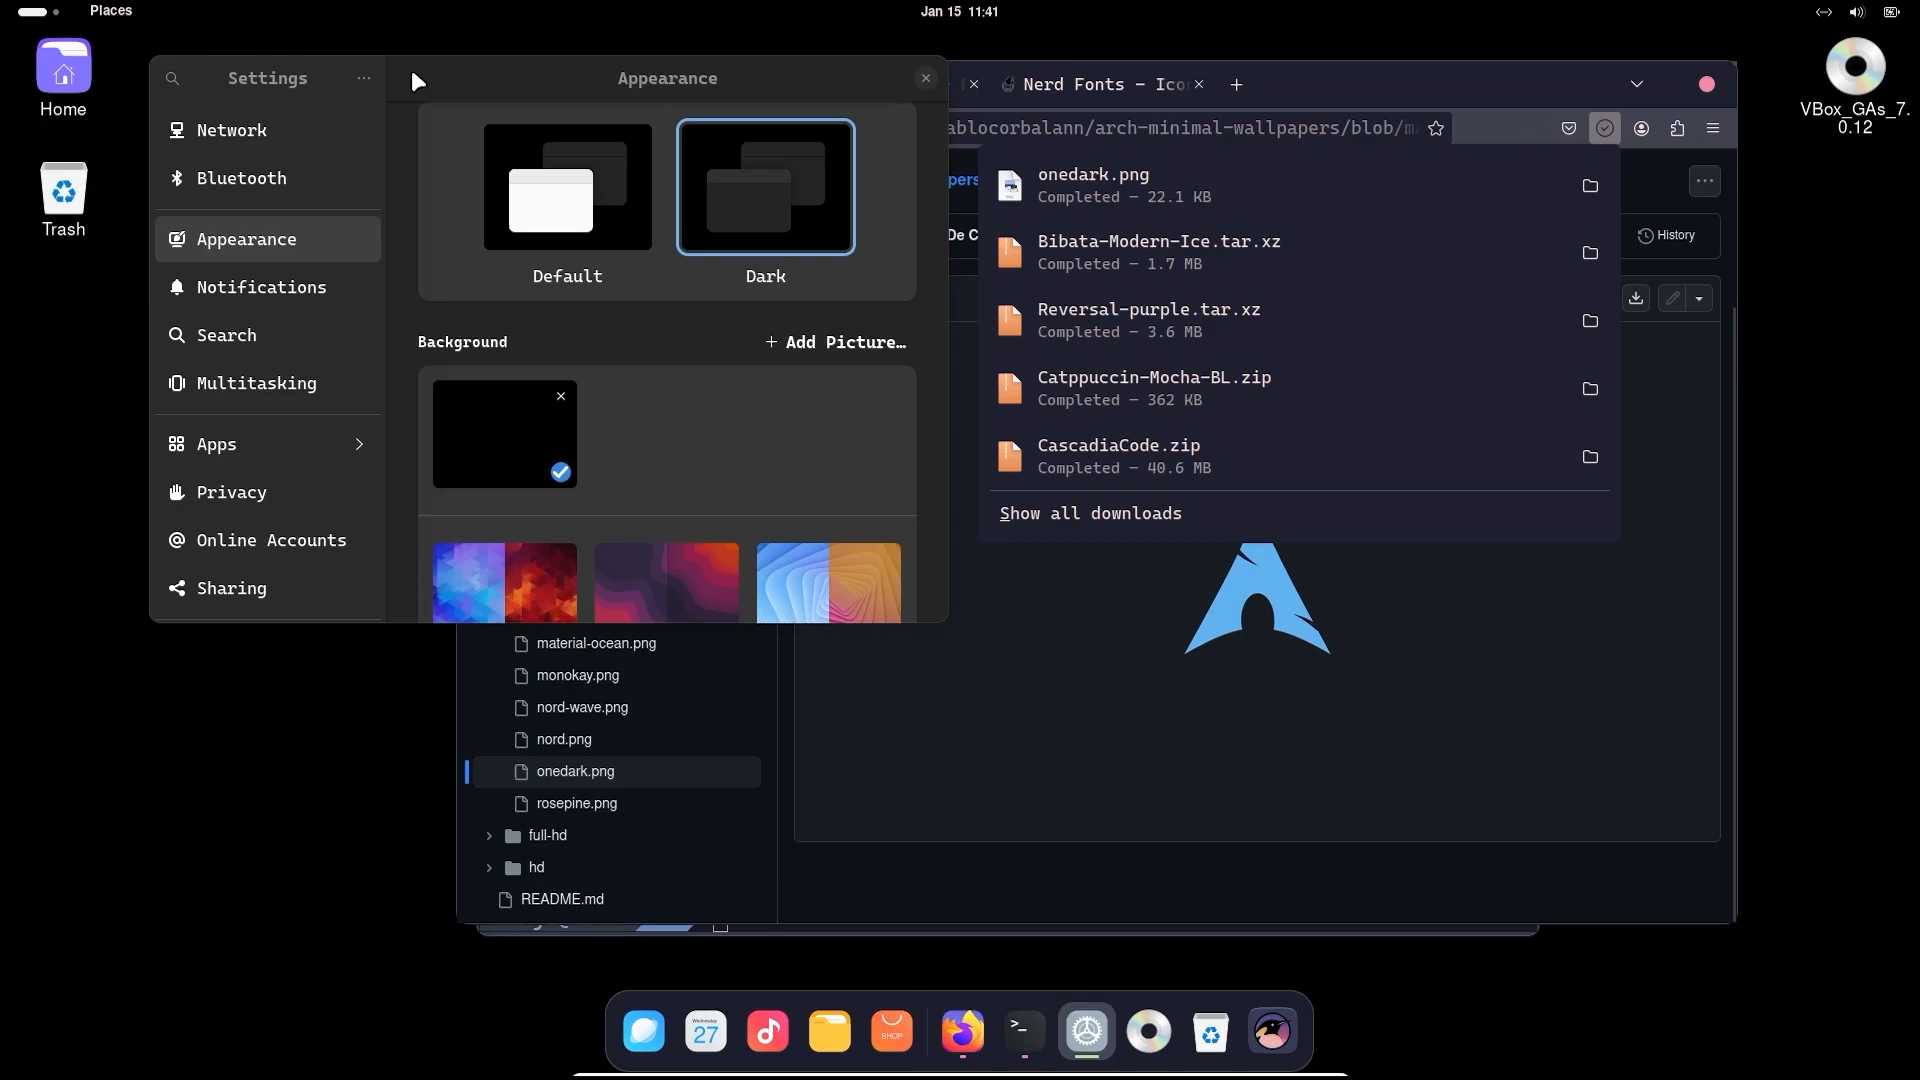 Places
Jan 15 11:41
Home
Trash
VBox_GAs_7.
0.12
Settings
Network
Bluetooth
Appearance
Notifications
Search
Multitasking
Apps
Privacy
Online Accounts
Sharing
Appearance
Default
Dark
Background
+ Add Picture…
Nerd Fonts – Ico
ablocorbalann/arch-minimal-wallpapers/blob/m
pers
De C
History
onedark.png
Completed — 22.1 KB
Bibata-Modern-Ice.tar.xz
Completed — 1.7 MB
Reversal-purple.tar.xz
Completed — 3.6 MB
Catppuccin-Mocha-BL.zip
Completed — 362 KB
CascadiaCode.zip
Completed — 40.6 MB
Show all downloads
material-ocean.png
monokay.png
nord-wave.png
nord.png
onedark.png
rosepine.png
full-hd
hd
README.md
Wednesday
27
SHOP